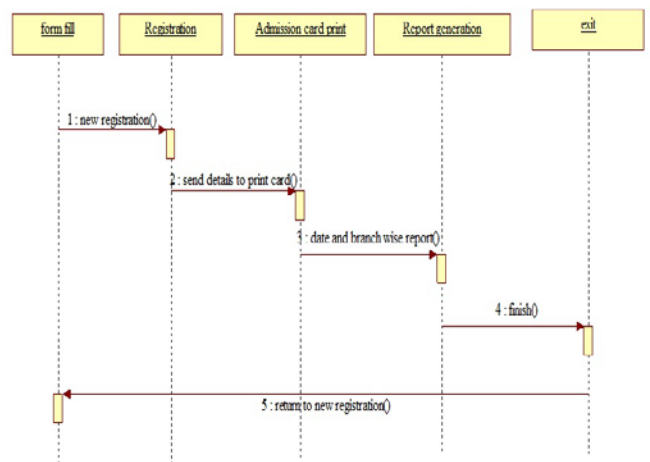 form fill
Registration
Admission card print
Report generation
exit
1 : new registration()
2 : send details to print card()
3 : date and branch wise report()
4 : finish()
5 : return to new registration()